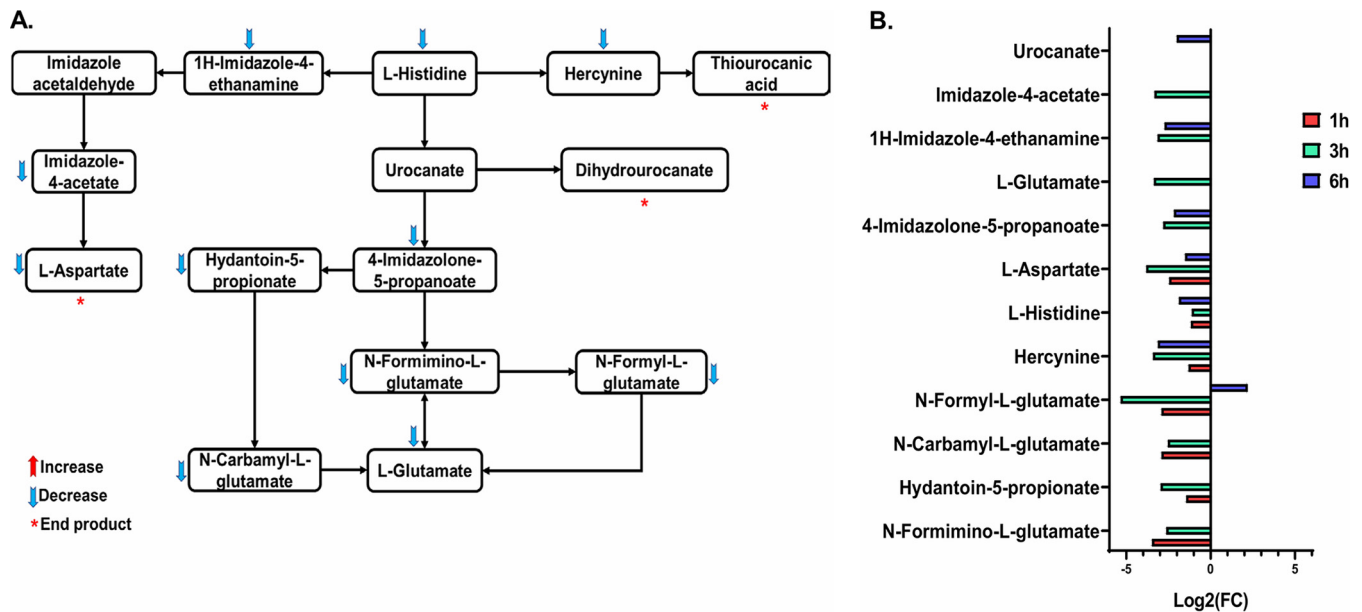 A.
Imidazole
acetaldehyde
1H-Imidazole-4-
ethanamine
L-Histidine
Hercynine
Thiourocanic
acid
*
Imidazole-
4-acetate
Urocanate
Dihydrourocanate
*
L-Aspartate
*
Hydantoin-5-
propionate
4-Imidazolone-
5-propanoate
N-Formimino-L-
glutamate
N-Formyl-L-
glutamate
N-Carbamyl-L-
glutamate
L-Glutamate
Increase
Decrease
* End product
B.
Urocanate
Imidazole-4-acetate
1H-Imidazole-4-ethanamine
L-Glutamate
4-Imidazolone-5-propanoate
L-Aspartate
L-Histidine
Hercynine
N-Formyl-L-glutamate
N-Carbamyl-L-glutamate
Hydantoin-5-propionate
N-Formimino-L-glutamate
-5 0 5
Log2(FC)
1h
3h
6h